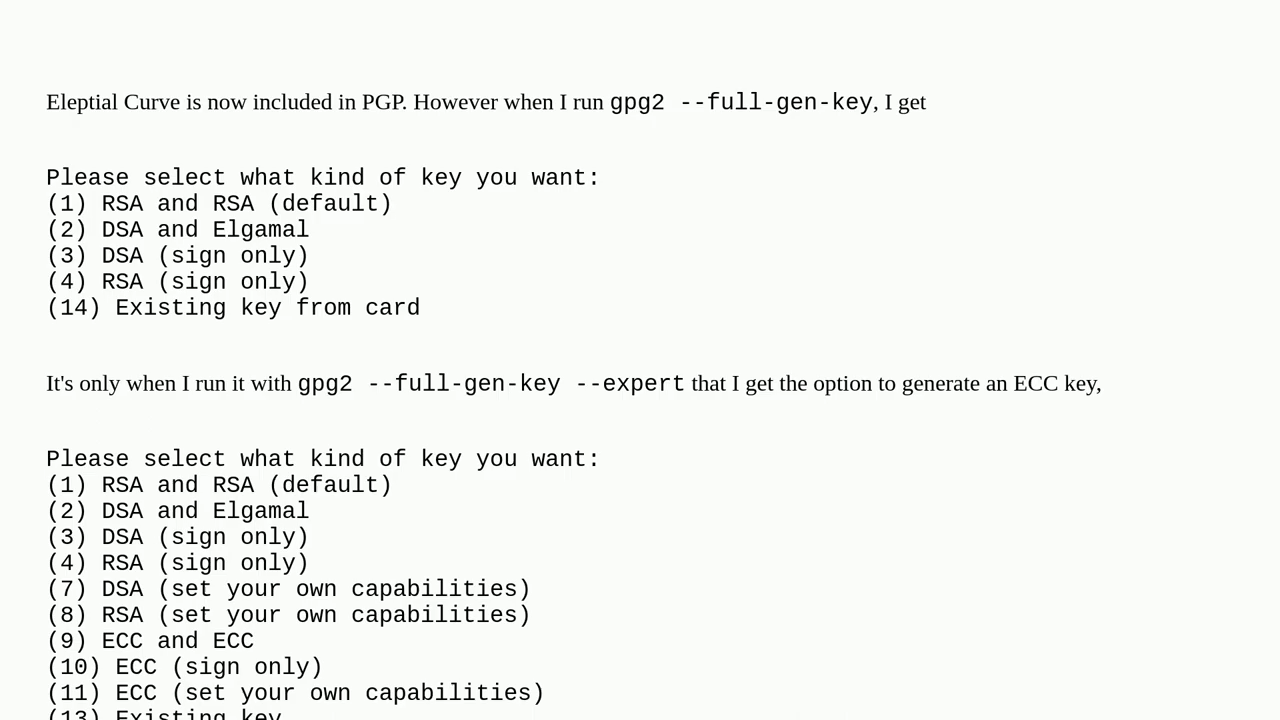 Eleptial Curve is now included in PGP. However when I run gpg2 --full-gen-key, I get
Please select what kind of key you want:
(1) RSA and RSA (default)
(2) DSA and Elgamal
(3) DSA (sign only)
(4) RSA (sign only)
(14) Existing key from card
It's only when I run it with gpg2 --full-gen-key --expert that I get the option to generate an ECC key,
Please select what kind of key you want:
(1) RSA and RSA (default)
(2) DSA and Elgamal
(3) DSA (sign only)
(4) RSA (sign only)
(7) DSA (set your own capabilities)
(8) RSA (set your own capabilities)
(9) ECC and ECC
(10) ECC (sign only)
(11) ECC (set your own capabilities)
(13) Existing key